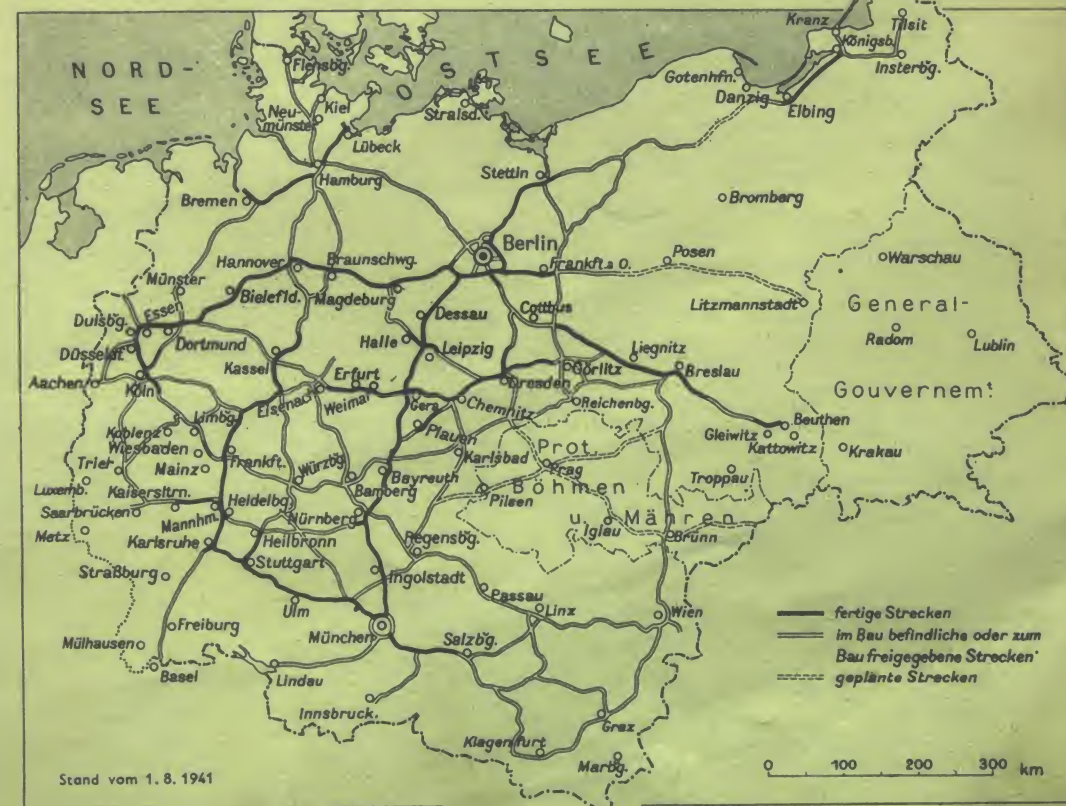 NORD-
SEE
OSTSEE
Kranz
Tilsit
Königsb.
Insterbg.
Gotenhfn.
Danzig
Elbing
Flensbg.
Kiel
Neu-
münster
Lübeck
Stralsd.
Hamburg
Stettin
Bremen
Bromberg
Berlin
Hannover
Braunschwg.
Frankft.a O.
Posen
Warschau
Münster
Bielefld.
Magdeburg
Litzmannstadt
General-
Gouvernemt.
Radom
Lublin
Dessau
Cottbus
Duisbg.
Essen
Dortmund
Düsseldf.
Halle
Leipzig
Liegnitz
Kassel
Erfurt
Görlitz
Breslau
Aachen
Köln
Eisenach
Weimar
Gera
Dresden
Chemnitz
Reichenbg.
Limbg.
Koblenz
Wiesbaden
Plauen
Beuthen
Gleiwitz
Kattowitz
Krakau
Prot.
Böhmen
u. Mähren
Trier
Mainz
Frankft.
Würzbg.
Karlsbad
Prag
Bayreuth
Bamberg
Pilsen
Troppau
Luxemb.
Kaiserltrn.
Heidelbg.
Saarbrücken
Mannhm.
Nürnberg
Iglau
Brünn
Metz
Karlsruhe
Heilbronn
Regensbg.
Stuttgart
Ingolstadt
Straßburg
Passau
Linz
Ulm
Wien
Freiburg
München
Salzbg.
Mülhausen
Basel
Lindau
Innsbruck.
Graz
Klagenfurt
Marbg.
fertige Strecken
im Bau befindliche oder zum
Bau freigegebene Strecken
geplante Strecken
Stand vom 1. 8. 1941
0 100 200 300 km